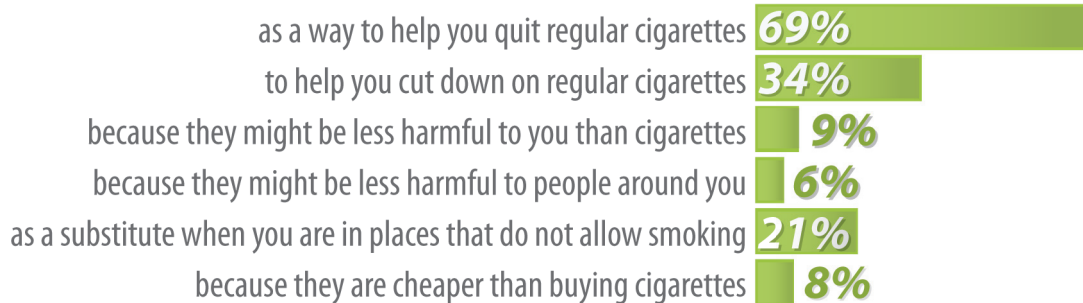 as a way to help you quit regular cigarettes 69%
to help you cut down on regular cigarettes 34%
because they might be less harmful to you than cigarettes 9%
because they might be less harmful to people around you 6%
as a substitute when you are in places that do not allow smoking 21%
because they are cheaper than buying cigarettes 8%